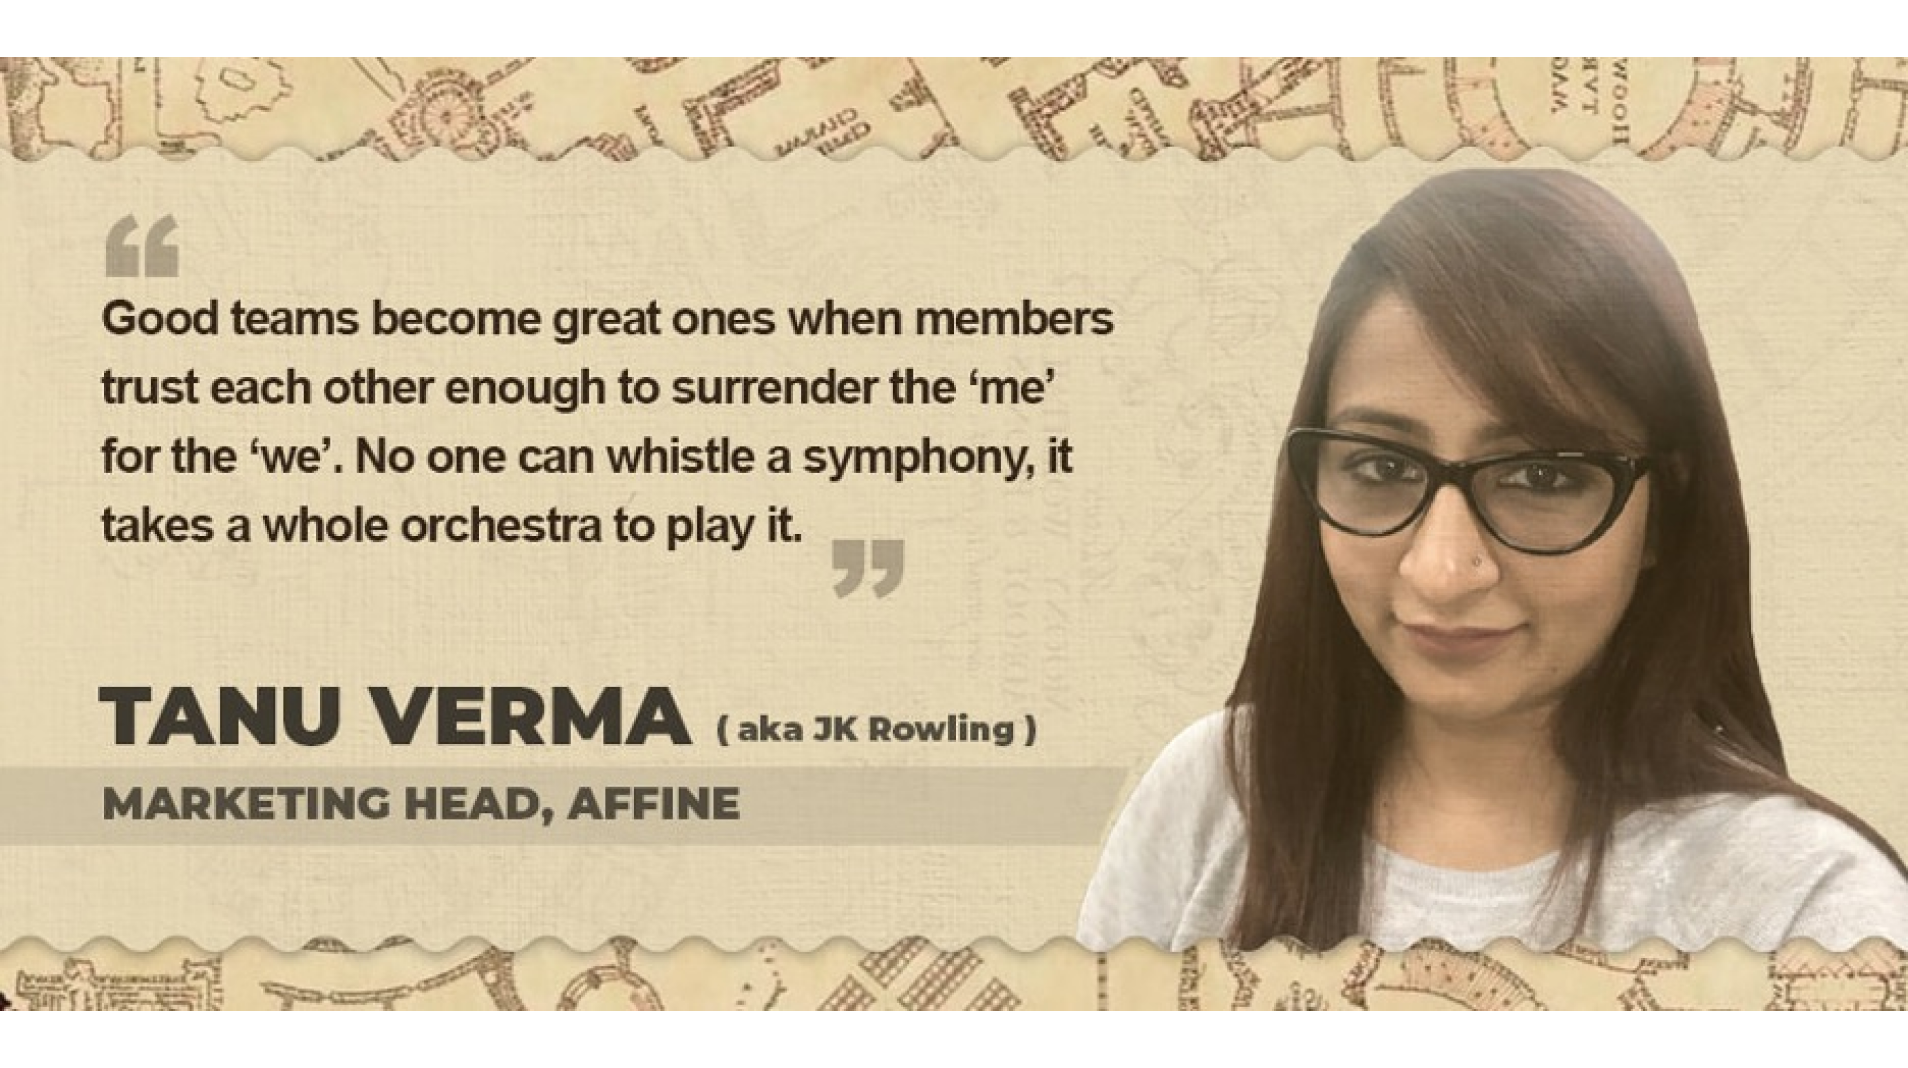 “
Good teams become great ones when members
trust each other enough to surrender the ‘me’
for the ‘we’. No one can whistle a symphony, it
takes a whole orchestra to play it.
”
TANU VERMA ( aka JK Rowling )
MARKETING HEAD, AFFINE